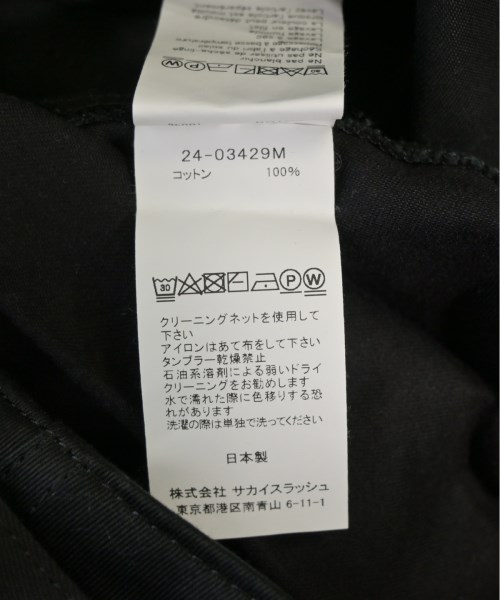 Lavage
Ne pas blanchir
24-03429M
コットン 100%
30
P W
クリーニングネットを使用して
下さい
アイロンはあて布をして下さい
タンブラー乾燥禁止
石油系溶剤による弱いドライ
クリーニングをお勧めします
水で濡れた際に色移りする恐
れがあります
洗濯の際は単独で洗ってください
日本製
株式会社 サカイスラッシュ
東京都港区南青山 6-11-1